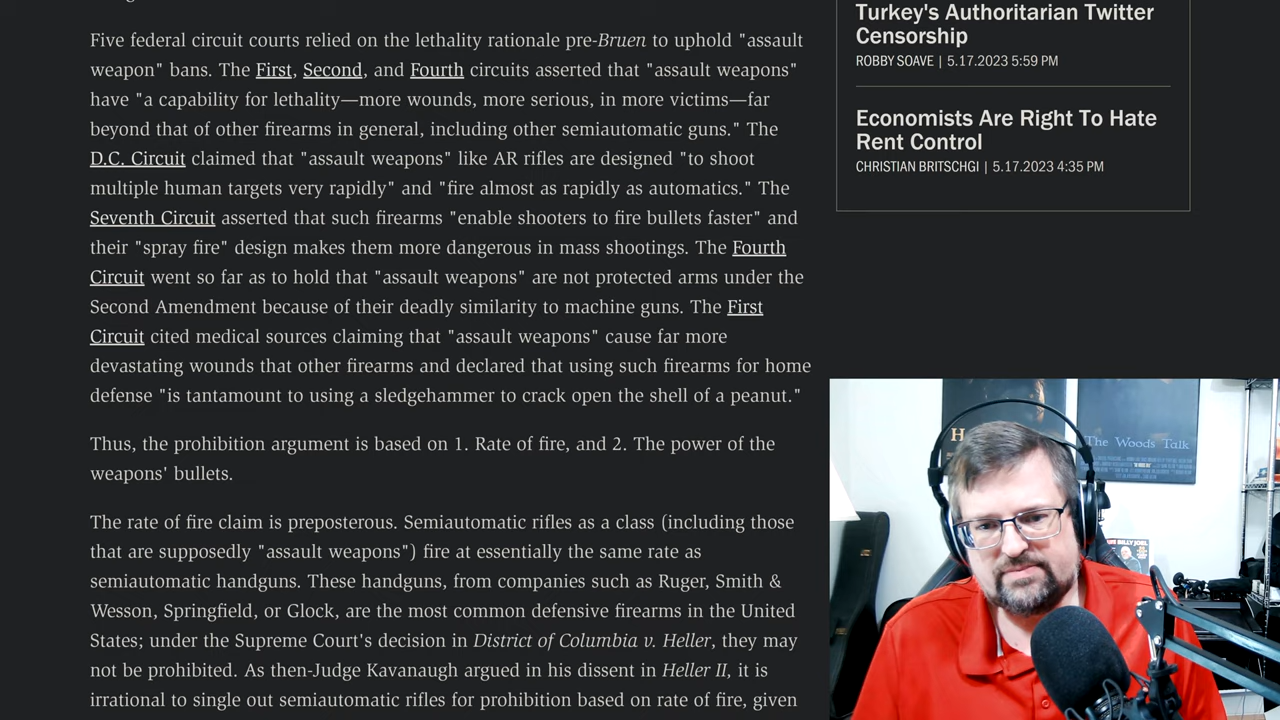 Five federal circuit courts relied on the lethality rationale pre-Bruen to uphold "assault
weapon" bans. The First, Second, and Fourth circuits asserted that "assault weapons"
have "a capability for lethality—more wounds, more serious, in more victims—far
beyond that of other firearms in general, including other semiautomatic guns." The
D.C. Circuit claimed that "assault weapons" like AR rifles are designed "to shoot
multiple human targets very rapidly" and "fire almost as rapidly as automatics." The
Seventh Circuit asserted that such firearms "enable shooters to fire bullets faster" and
their "spray fire" design makes them more dangerous in mass shootings. The Fourth
Circuit went so far as to hold that "assault weapons" are not protected arms under the
Second Amendment because of their deadly similarity to machine guns. The First
Circuit cited medical sources claiming that "assault weapons" cause far more
devastating wounds that other firearms and declared that using such firearms for home
defense "is tantamount to using a sledgehammer to crack open the shell of a peanut."
Thus, the prohibition argument is based on 1. Rate of fire, and 2. The power of the
weapons' bullets.
The rate of fire claim is preposterous. Semiautomatic rifles as a class (including those
that are supposedly "assault weapons") fire at essentially the same rate as
semiautomatic handguns. These handguns, from companies such as Ruger, Smith &
Wesson, Springfield, or Glock, are the most common defensive firearms in the United
States; under the Supreme Court's decision in District of Columbia v. Heller, they may
not be prohibited. As then-Judge Kavanaugh argued in his dissent in Heller II, it is
irrational to single out semiautomatic rifles for prohibition based on rate of fire, given
Turkey's Authoritarian Twitter
Censorship
ROBBY SOAVE | 5.17.2023 5:59 PM
Economists Are Right To Hate
Rent Control
CHRISTIAN BRITSCHGI | 5.17.2023 4:35 PM
The Woods Talk